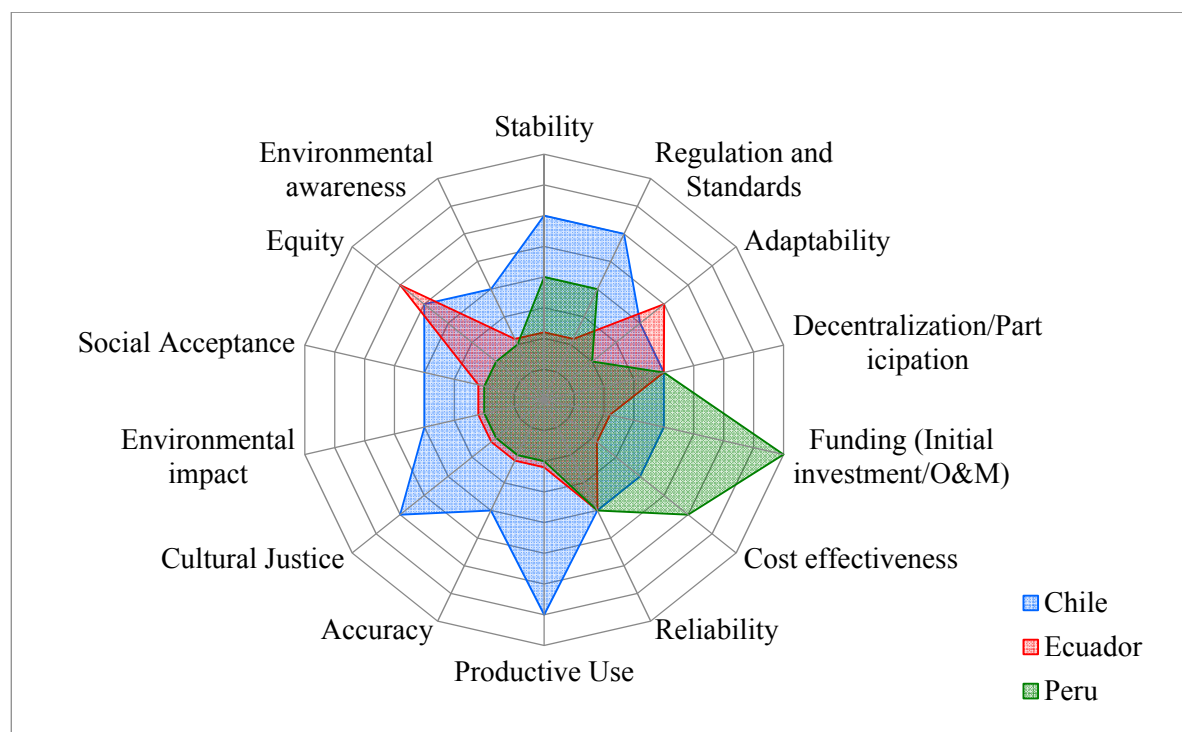 Stability
Regulation and
Standards
Adaptability
Decentralization/Part
icipation
Funding (Initial
investment/O&M)
Cost effectiveness
Reliability
Productive Use
Accuracy
Cultural Justice
Environmental
impact
Social Acceptance
Equity
Environmental
awareness
Chile
Ecuador
Peru